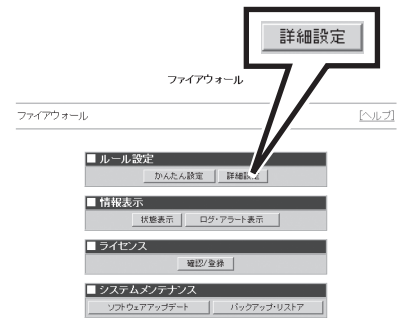 詳細設定
ファイアウォール
ファイアウォール [ヘルプ]
■ ルール設定
かんたん設定 詳細設定
■ 情報表示
状態表示 ログ・アラート表示
■ ライセンス
確認/登録
■ システムメンテナンス
ソフトウェアアップデート バックアップ・リストア